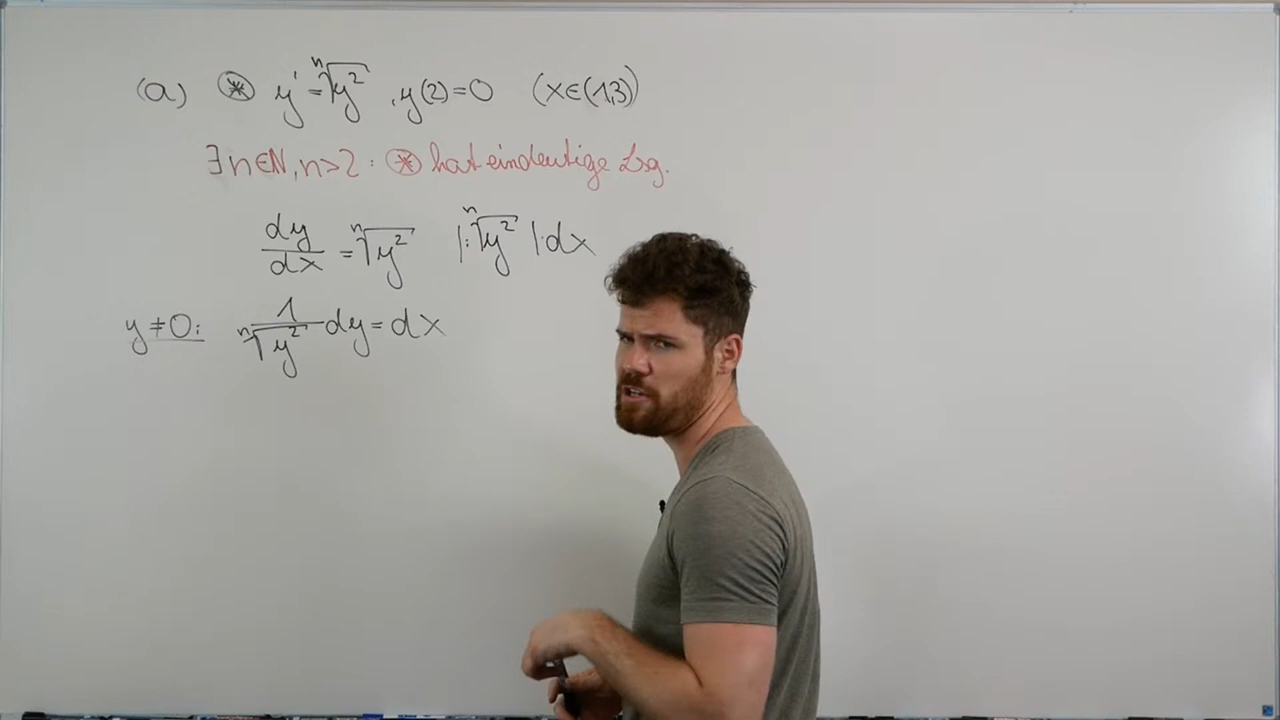 (a) ⊛ y' = ⁿ√y² , y(2)=0 (x∈(1,3))
∃n∈ℕ, n>2 : ⊛ hat eindeutige Lsg.
dy/dx = ⁿ√y² |: ⁿ√y² |·dx
y≠0: 1/ⁿ√y² dy = dx